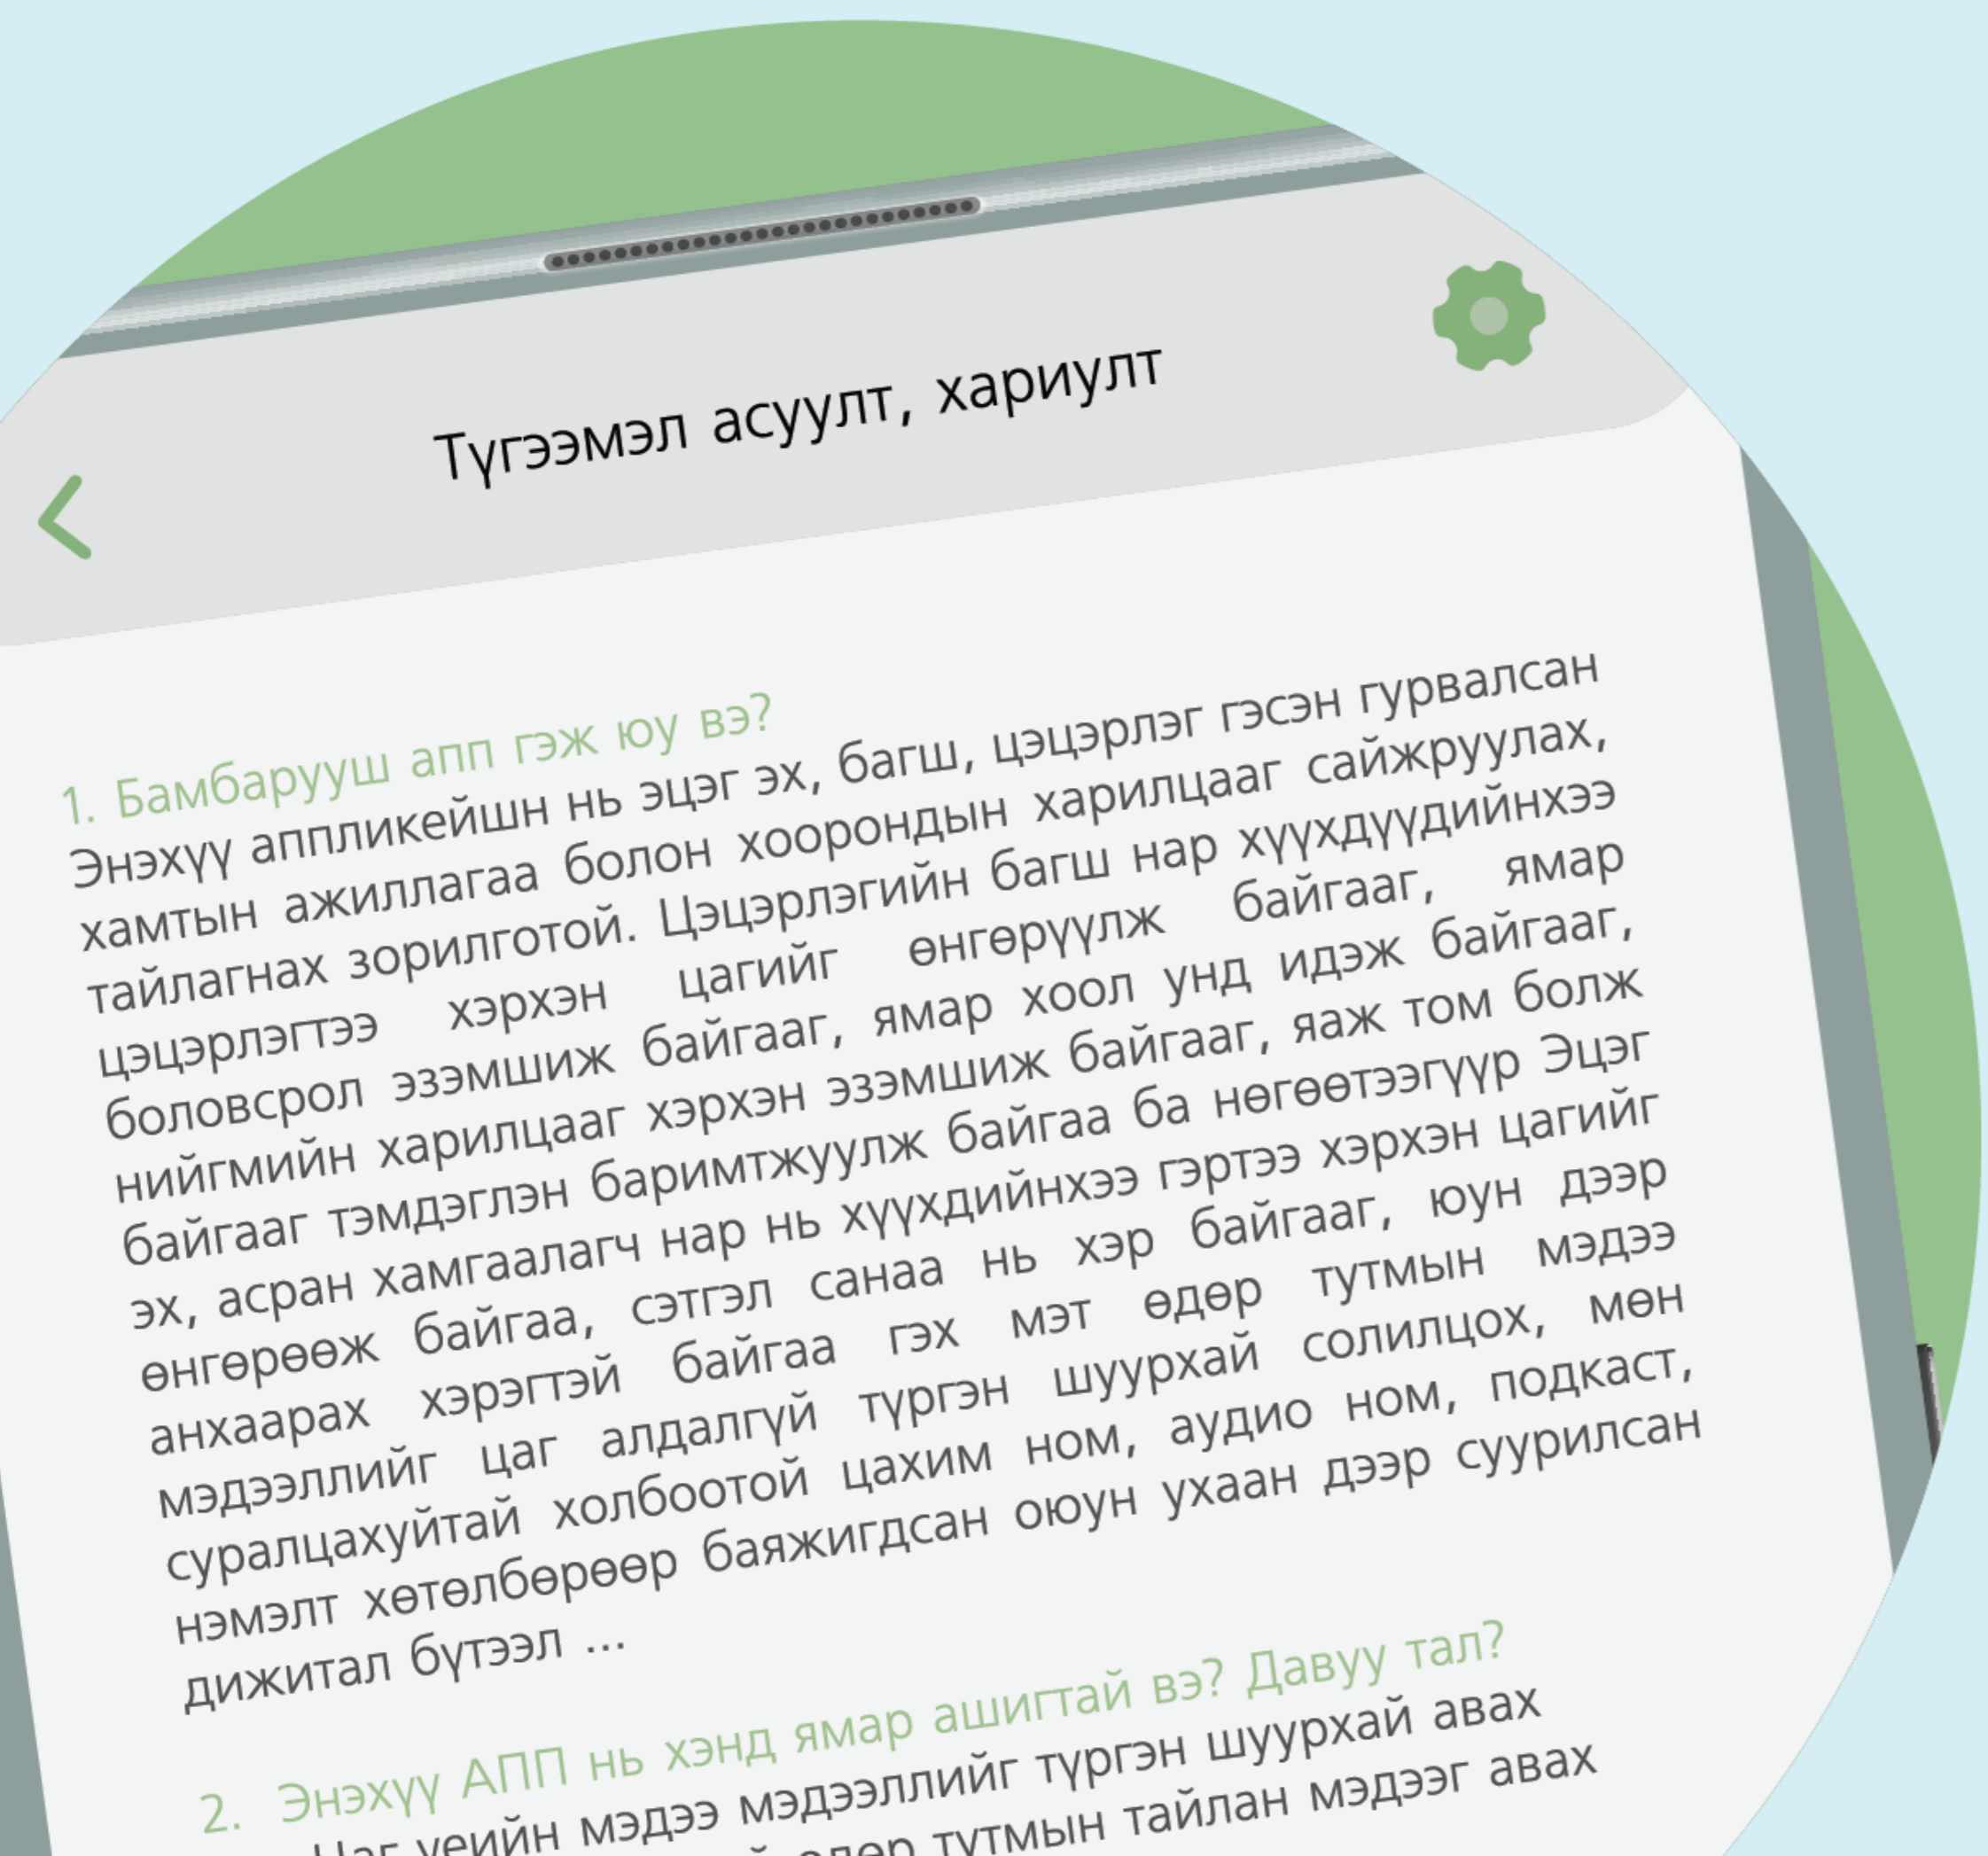 Түгээмэл асуулт, хариулт
1. Бамбарууш апп гэж юу вэ?
Энэхүү аппликейшн нь эцэг эх, багш, цэцэрлэг гэсэн гурвалсан
хамтын ажиллагаа болон хоорондын харилцааг сайжруулах,
тайлагнах зорилготой. Цэцэрлэгийн багш нар хүүхдүүдийнхээ
цэцэрлэгтээ хэрхэн цагийг өнгөрүүлж байгааг, ямар
боловсрол эзэмшиж байгааг, ямар хоол унд идэж байгааг,
нийгмийн харилцааг хэрхэн эзэмшиж байгааг, яаж том болж
байгааг тэмдэглэн баримтжуулж байгаа ба нөгөөтээгүүр Эцэг
эх, асран хамгаалагч нар нь хүүхдийнхээ гэртээ хэрхэн цагийг
өнгөрөөж байгаа, сэтгэл санаа нь хэр байгааг, юун дээр
анхаарах хэрэгтэй байгаа гэх мэт өдөр тутмын мэдээ
мэдээллийг цаг алдалгүй түргэн шуурхай солилцох, мөн
суралцахуйтай холбоотой цахим ном, аудио ном, подкаст,
нэмэлт хөтөлбөрөөр баяжигдсан оюун ухаан дээр суурилсан
дижитал бүтээл ...
2. Энэхүү АПП нь хэнд ямар ашигтай вэ? Давуу тал?
Цаг үеийн мэдээ мэдээллийг түргэн шуурхай авах
өдөр тутмын тайлан мэдээг авах